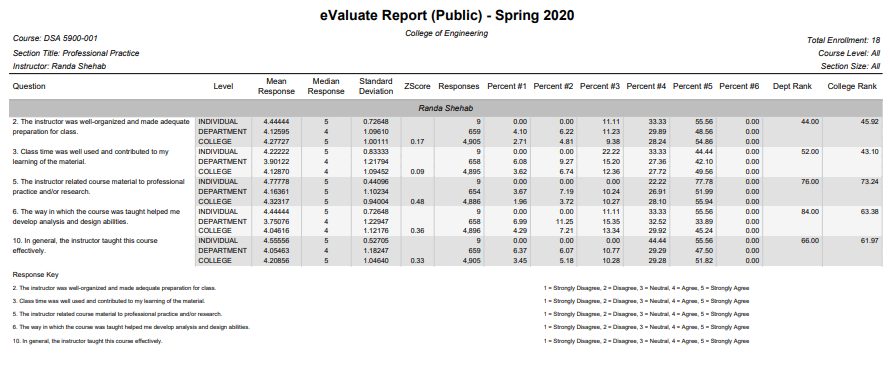 eValuate Report (Public) - Spring 2020
College of Engineering
Course: DSA 5900-001
Total Enrollment: 18
Section Title: Professional Practice
Course Level: All
Instructor: Randa Shehab
Section Size: All
Question Level Mean Response Median Response Standard Deviation ZScore Responses Percent #1 Percent #2 Percent #3 Percent #4 Percent #5 Percent #6 Dept Rank College Rank
Randa Shehab
2. The instructor was well-organized and made adequate INDIVIDUAL 4.44444 5 0.72648 9 0.00 0.00 11.11 33.33 55.56 0.00 44.00 45.92
preparation for class. DEPARTMENT 4.12595 4 1.09610 659 4.10 6.22 11.23 29.89 48.56 0.00
COLLEGE 4.27727 5 1.00111 0.17 4,905 2.71 4.81 9.38 28.24 54.86 0.00
3. Class time was well used and contributed to my INDIVIDUAL 4.22222 5 0.83333 9 0.00 0.00 22.22 33.33 44.44 0.00 52.00 43.10
learning of the material. DEPARTMENT 3.90122 4 1.21794 658 6.08 9.27 15.20 27.36 42.10 0.00
COLLEGE 4.12870 5 1.09452 0.09 4,895 3.62 6.74 12.36 27.72 49.56 0.00
5. The instructor related course material to professional INDIVIDUAL 4.77778 5 0.44096 9 0.00 0.00 0.00 22.22 77.78 0.00 76.00 73.24
practice and/or research. DEPARTMENT 4.16361 5 1.10234 654 3.67 7.19 10.24 26.91 51.99 0.00
COLLEGE 4.32317 5 0.94004 0.48 4,886 1.96 3.72 10.27 28.10 55.94 0.00
6. The way in which the course was taught helped me INDIVIDUAL 4.44444 5 0.72648 9 0.00 0.00 11.11 33.33 55.56 0.00 84.00 63.38
develop analysis and design abilities. DEPARTMENT 3.75076 4 1.22947 658 6.99 11.25 15.35 32.52 33.89 0.00
COLLEGE 4.04616 4 1.12176 0.36 4,896 4.29 7.21 13.34 29.92 45.24 0.00
10. In general, the instructor taught this course INDIVIDUAL 4.55556 5 0.52705 9 0.00 0.00 0.00 44.44 55.56 0.00 66.00 61.97
effectively. DEPARTMENT 4.05463 4 1.18247 659 6.37 6.07 10.77 29.29 47.50 0.00
COLLEGE 4.20856 5 1.04640 0.33 4,905 3.45 5.18 10.28 29.28 51.82 0.00
Response Key
2. The instructor was well-organized and made adequate preparation for class. 1 = Strongly Disagree, 2 = Disagree, 3 = Neutral, 4 = Agree, 5 = Strongly Agree
3. Class time was well used and contributed to my learning of the material. 1 = Strongly Disagree, 2 = Disagree, 3 = Neutral, 4 = Agree, 5 = Strongly Agree
5. The instructor related course material to professional practice and/or research. 1 = Strongly Disagree, 2 = Disagree, 3 = Neutral, 4 = Agree, 5 = Strongly Agree
6. The way in which the course was taught helped me develop analysis and design abilities. 1 = Strongly Disagree, 2 = Disagree, 3 = Neutral, 4 = Agree, 5 = Strongly Agree
10. In general, the instructor taught this course effectively. 1 = Strongly Disagree, 2 = Disagree, 3 = Neutral, 4 = Agree, 5 = Strongly Agree